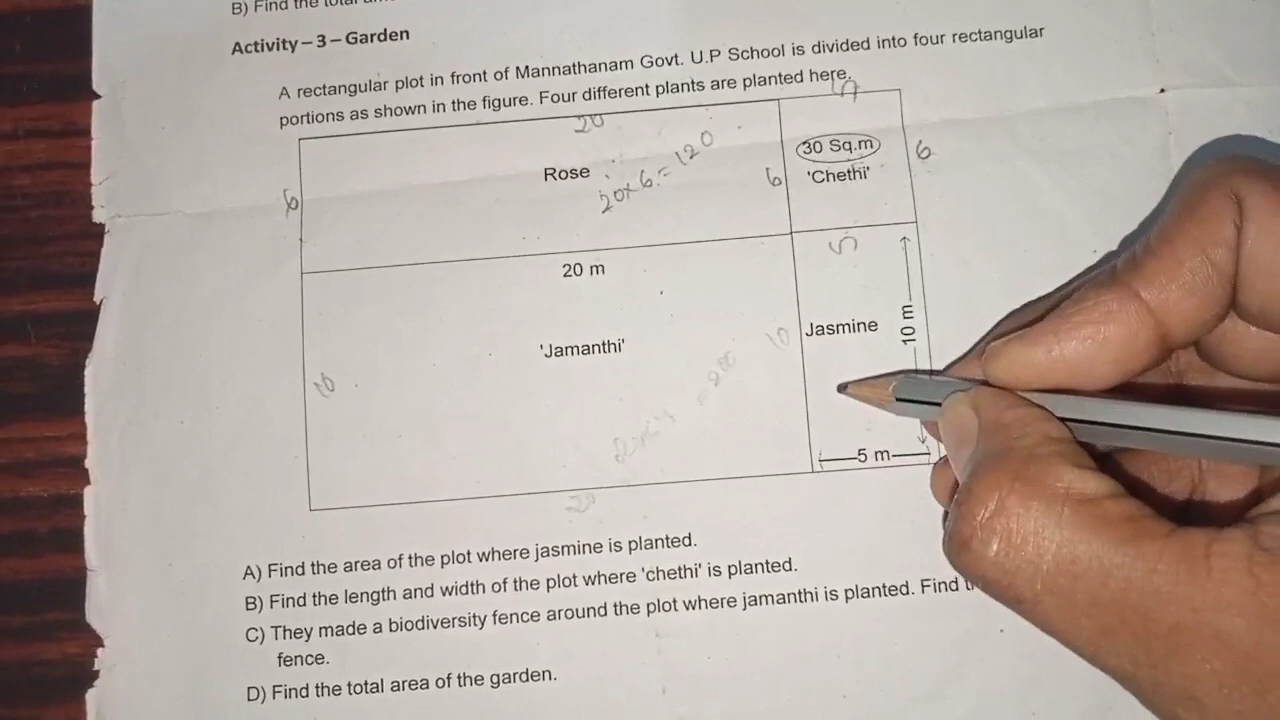 B) Find the total
Activity – 3 – Garden
A rectangular plot in front of Mannathanam Govt. U.P School is divided into four rectangular
portions as shown in the figure. Four different plants are planted here.
5
20
Rose
20 x 6 = 120
6
6
30 Sq.m
6
'Chethi'
20 m
5
'Jamanthi'
10
10
Jasmine
10 m
5 m
20
A) Find the area of the plot where jasmine is planted.
B) Find the length and width of the plot where 'chethi' is planted.
C) They made a biodiversity fence around the plot where jamanthi is planted. Find
fence.
D) Find the total area of the garden.